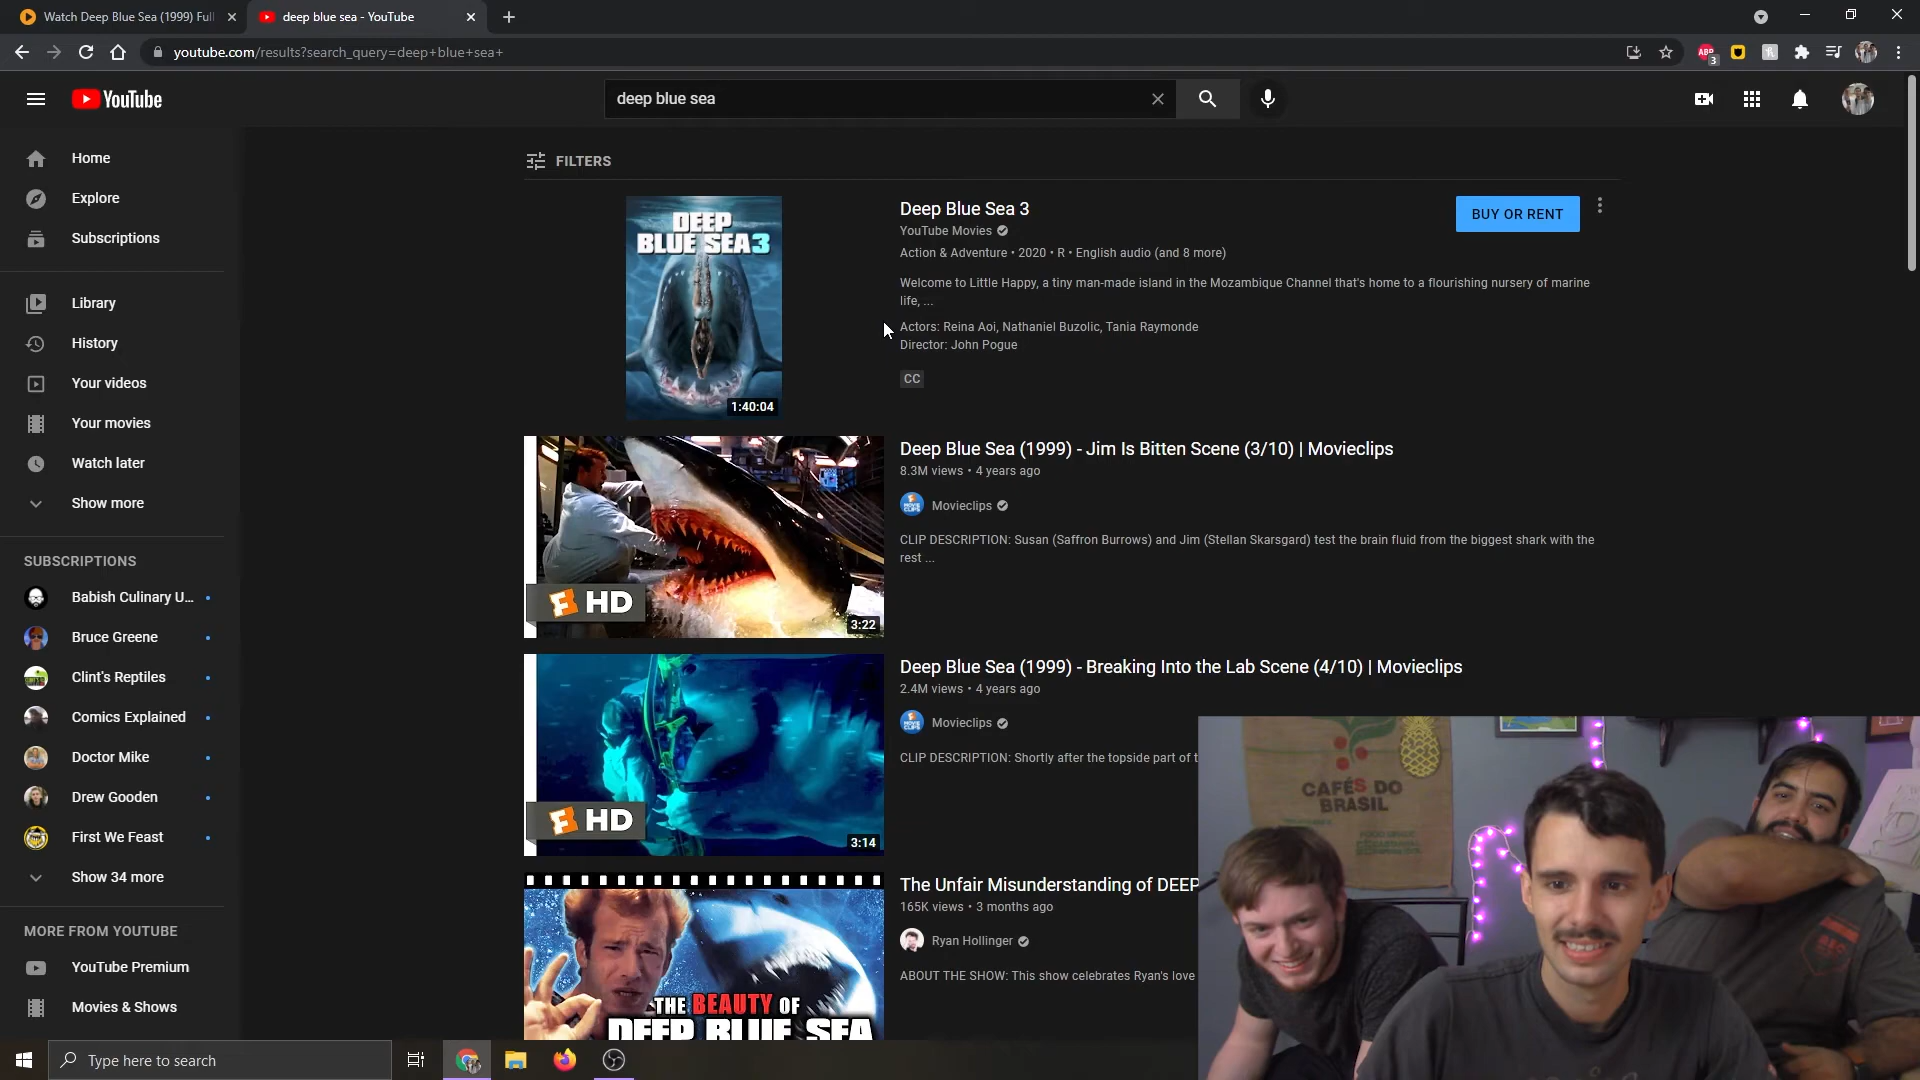 Watch Deep Blue Sea (1999) Full
deep blue sea - YouTube
youtube.com/results?search_query=deep+blue+sea+
ABP
3
YouTube
deep blue sea
Home
Explore
Subscriptions
Library
History
Your videos
Your movies
Watch later
Show more
SUBSCRIPTIONS
Babish Culinary U...
Bruce Greene
Clint's Reptiles
Comics Explained
Doctor Mike
Drew Gooden
First We Feast
Show 34 more
MORE FROM YOUTUBE
YouTube Premium
Movies & Shows
FILTERS
DEEP
BLUE SEA3
1:40:04
Deep Blue Sea 3
YouTube Movies
Action & Adventure • 2020 • R • English audio (and 8 more)
Welcome to Little Happy, a tiny man-made island in the Mozambique Channel that's home to a flourishing nursery of marine
life, ...
Actors: Reina Aoi, Nathaniel Buzolic, Tania Raymonde
Director: John Pogue
CC
BUY OR RENT
HD
3:22
Deep Blue Sea (1999) - Jim Is Bitten Scene (3/10) | Movieclips
8.3M views • 4 years ago
Movieclips
CLIP DESCRIPTION: Susan (Saffron Burrows) and Jim (Stellan Skarsgard) test the brain fluid from the biggest shark with the
rest ...
HD
3:14
Deep Blue Sea (1999) - Breaking Into the Lab Scene (4/10) | Movieclips
2.4M views • 4 years ago
Movieclips
CLIP DESCRIPTION: Shortly after the topside part of t
THE BEAUTY OF
DEEP BLUE SEA
The Unfair Misunderstanding of DEEP
165K views • 3 months ago
Ryan Hollinger
ABOUT THE SHOW: This show celebrates Ryan's love
CAFÉS DO
BRASIL
Type here to search